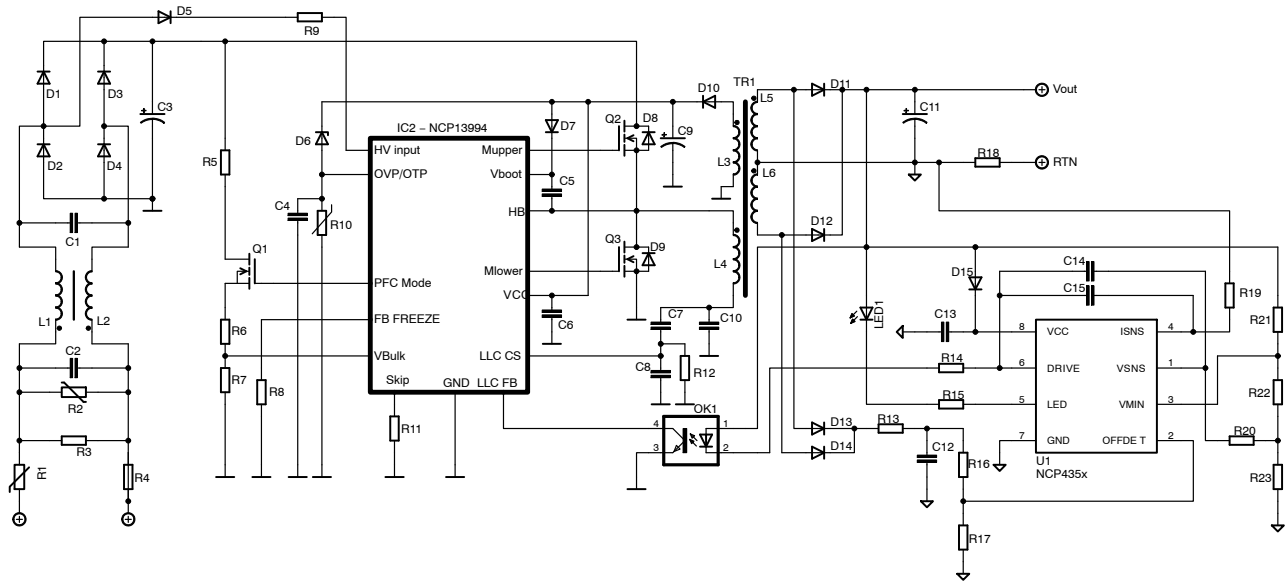 D5
R9
D1
D3
C3
D2
D4
R5
C1
Q1
L1
L2
C2
R2
R3
R1
R4
R6
R7
R8
D6
C4
R10
IC2 – NCP13994
HV input
Mupper
OVP/OTP
Vboot
HB
Mlower
PFC Mode
VCC
FB FREEZE
VBulk
LLC CS
Skip
GND
LLC FB
R11
D7
C5
C6
Q2
D8
Q3
D9
C9
D10
TR1
L3
L4
L5
L6
C7
C10
C8
R12
OK1
4
3
1
2
D11
D12
C11
Vout
R18
RTN
LED1
D15
C14
C15
R19
C13
R14
R15
8
VCC
ISNS
4
6
DRIVE
VSNS
1
5
LED
VMIN
3
7
GND
OFFDE T
2
U1
NCP435x
R21
R22
R20
R23
D13
D14
R13
C12
R16
R17